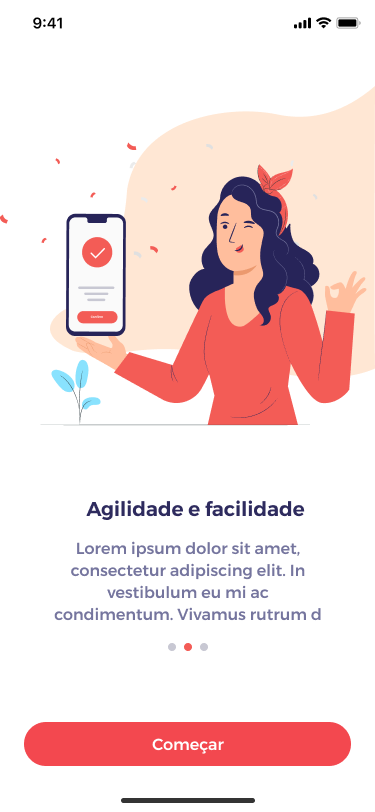 9:41
Agilidade e facilidade
Lorem ipsum dolor sit amet,
consectetur adipiscing elit. In
vestibulum eu mi ac
condimentum. Vivamus rutrum d
Começar